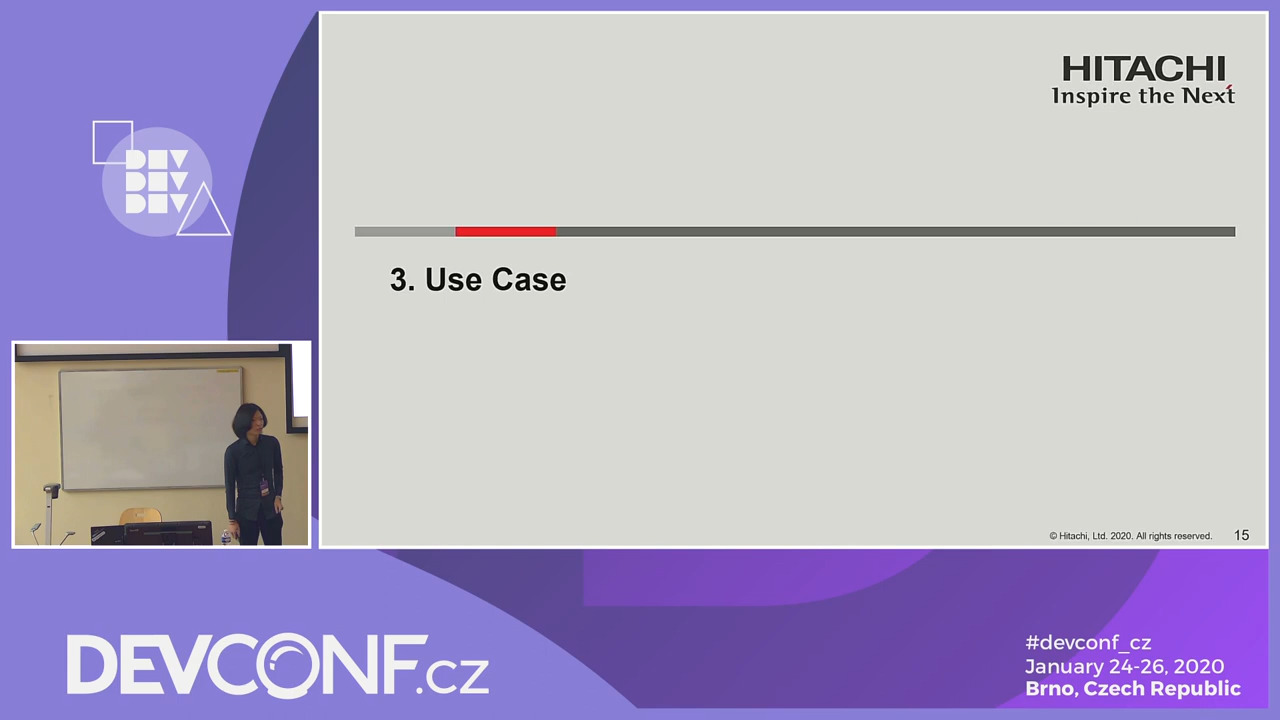 DEV
DEV
DEV
HITACHI
Inspire the Next
3. Use Case
© Hitachi, Ltd. 2020. All rights reserved. 15
DEVCONF.cz
#devconf_cz
January 24-26, 2020
Brno, Czech Republic